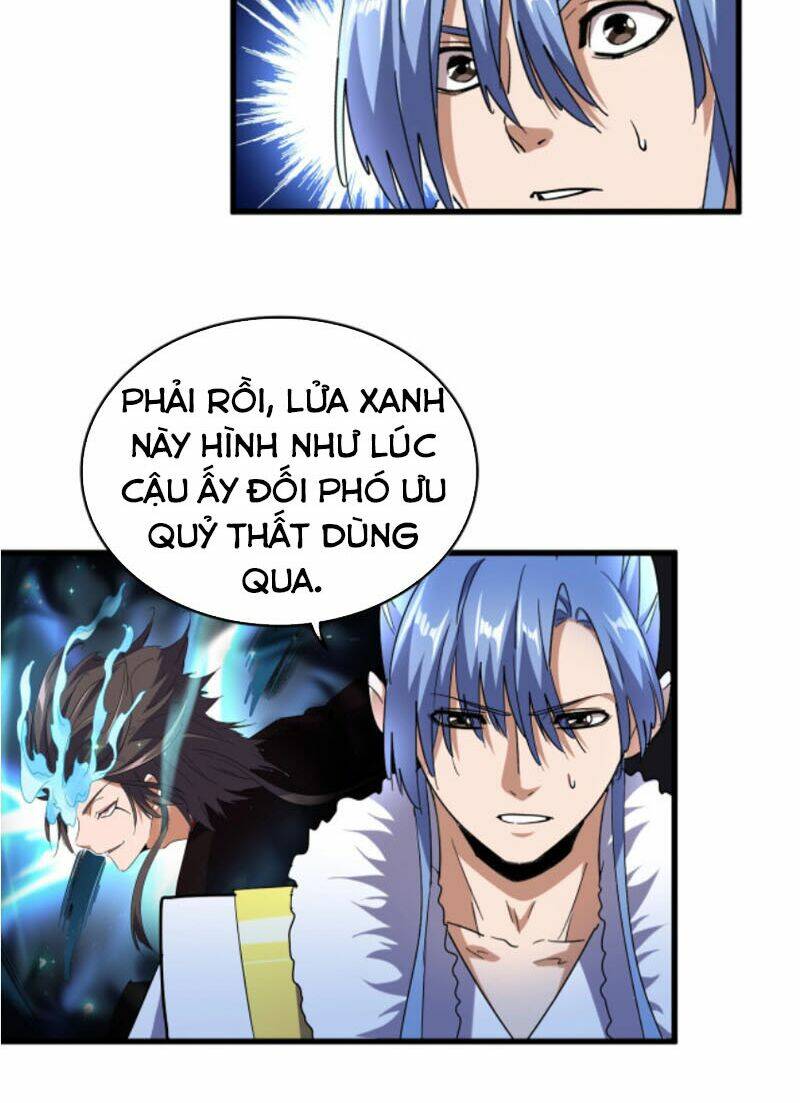 PHẢI RỒI, LỬA XANH
NÀY HÌNH NHƯ LÚC
CẬU ẤY ĐỐI PHÓ ƯU
QUỶ THẤT DÙNG
QUA.